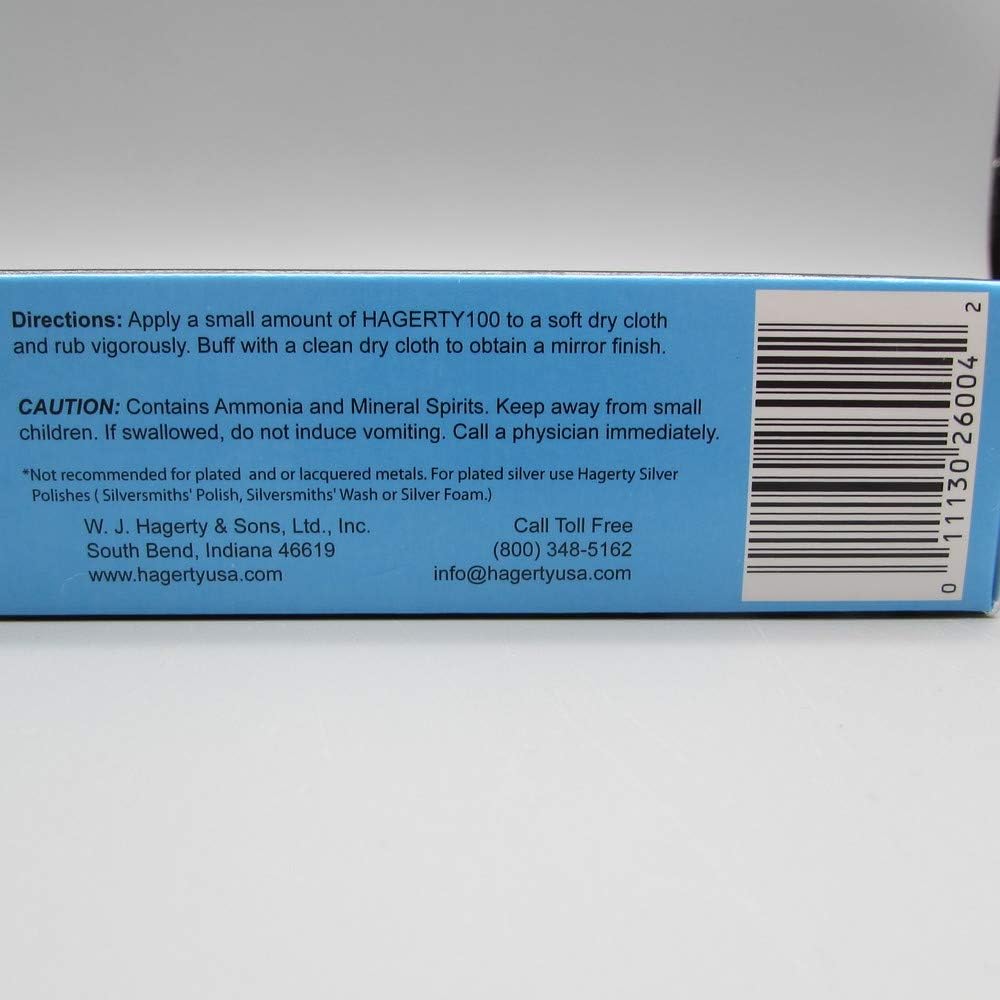 Directions: Apply a small amount of HAGERTY100 to a soft dry cloth
and rub vigorously. Buff with a clean dry cloth to obtain a mirror finish.
CAUTION: Contains Ammonia and Mineral Spirits. Keep away from small
children. If swallowed, do not induce vomiting. Call a physician immediately.
*Not recommended for plated and or lacquered metals. For plated silver use Hagerty Silver
Polishes ( Silversmiths' Polish, Silversmiths' Wash or Silver Foam.)
W. J. Hagerty & Sons, Ltd., Inc.
South Bend, Indiana 46619
www.hagertyusa.com
Call Toll Free
(800) 348-5162
info@hagertyusa.com
0 11130 26004 2